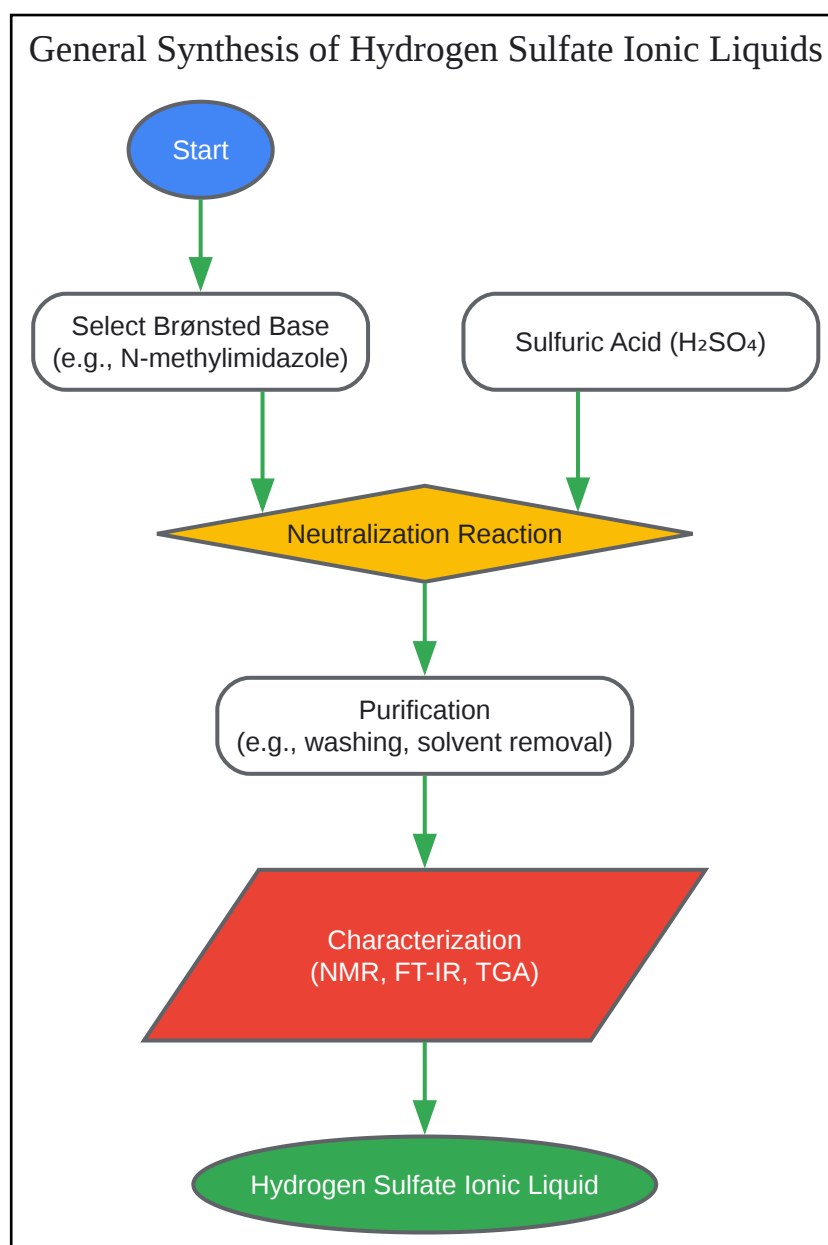 General Synthesis of Hydrogen Sulfate Ionic Liquids
Start
Select Brønsted Base
(e.g., N-methylimidazole)
Sulfuric Acid (H₂SO₄)
Neutralization Reaction
Purification
(e.g., washing, solvent removal)
Characterization
(NMR, FT-IR, TGA)
Hydrogen Sulfate Ionic Liquid